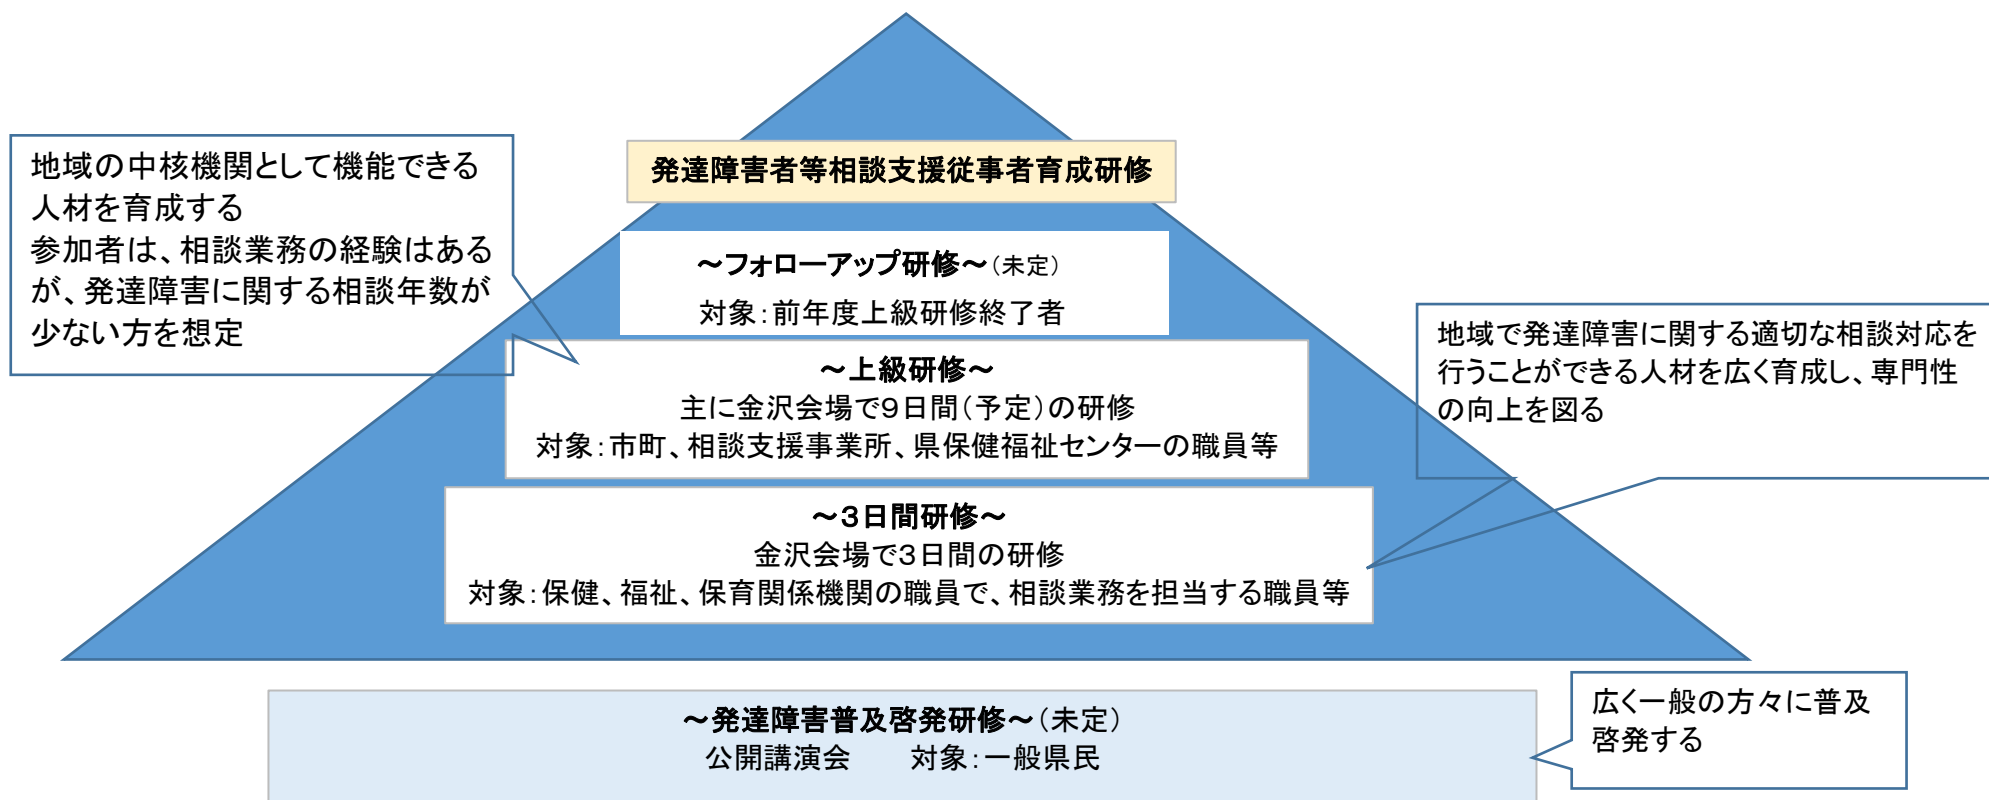 発達障害者等相談支援従事者育成研修
地域の中核機関として機能できる
人材を育成する
参加者は、相談業務の経験はある
が、発達障害に関する相談年数が
少ない方を想定
～フォローアップ研修～（未定）
対象：前年度上級研修終了者
～上級研修～
主に金沢会場で９日間（予定）の研修
対象：市町、相談支援事業所、県保健福祉センターの職員等
地域で発達障害に関する適切な相談対応を
行うことができる人材を広く育成し、専門性
の向上を図る
～３日間研修～
金沢会場で３日間の研修
対象：保健、福祉、保育関係機関の職員で、相談業務を担当する職員等
～発達障害普及啓発研修～（未定）
公開講演会　　対象：一般県民
広く一般の方々に普及
啓発する